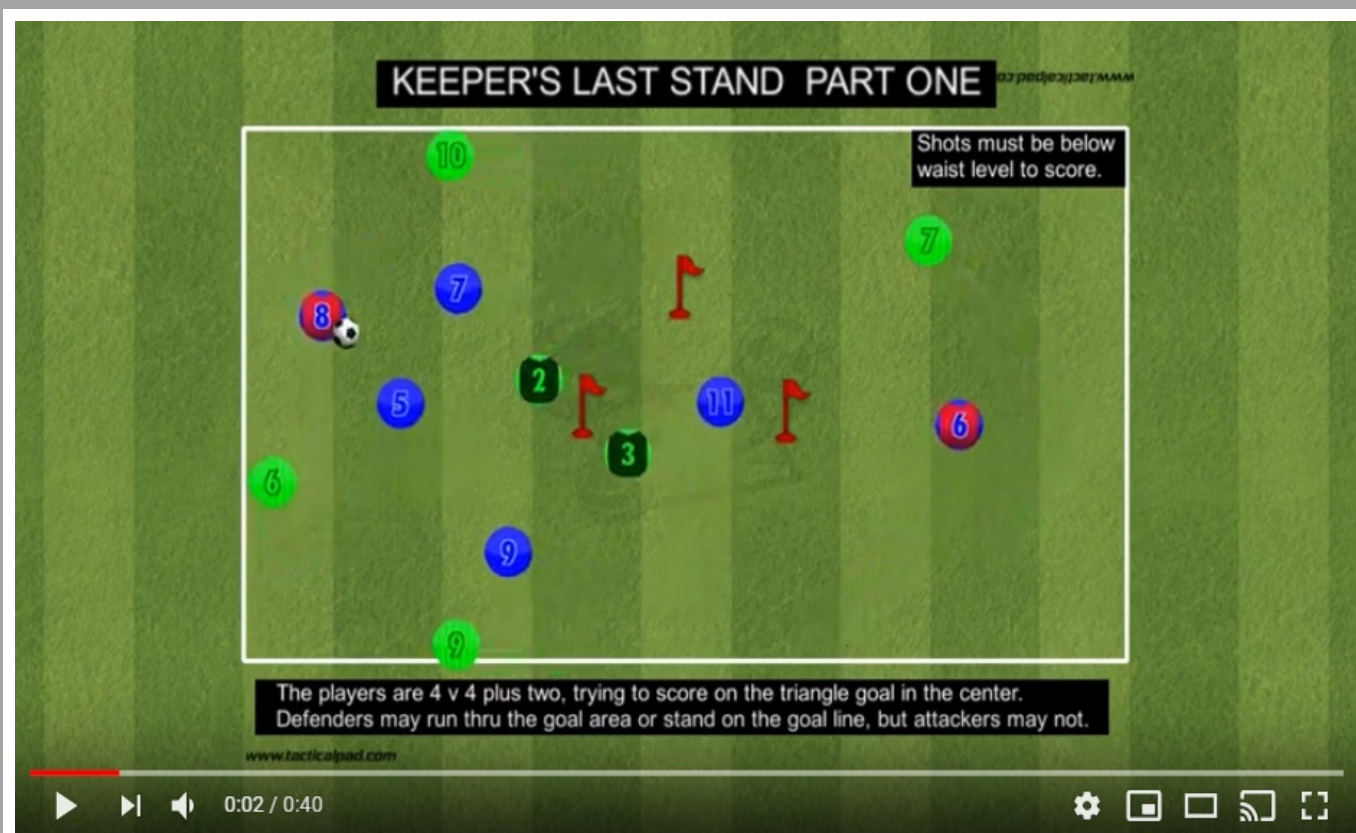 KEEPER'S LAST STAND PART ONE
www.tacticalpad.co
Shots must be below
waist level to score.
10
7
7
8
2
5
11
6
3
6
9
9
The players are 4 v 4 plus two, trying to score on the triangle goal in the center.
Defenders may run thru the goal area or stand on the goal line, but attackers may not.
www.tacticalpad.com
0:02 / 0:40